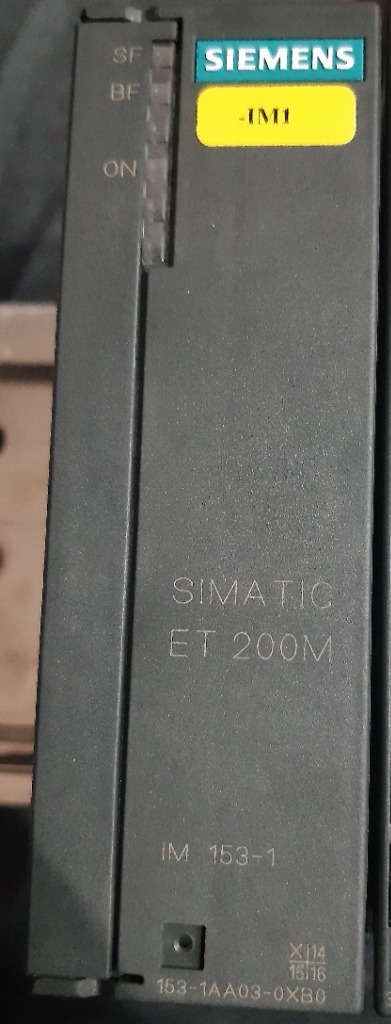 SF
SIEMENS
BF
-IM1
ON
SIMATIC
ET 200M
IM 153-1
X 14
15 16
153-1AA03-0XB0